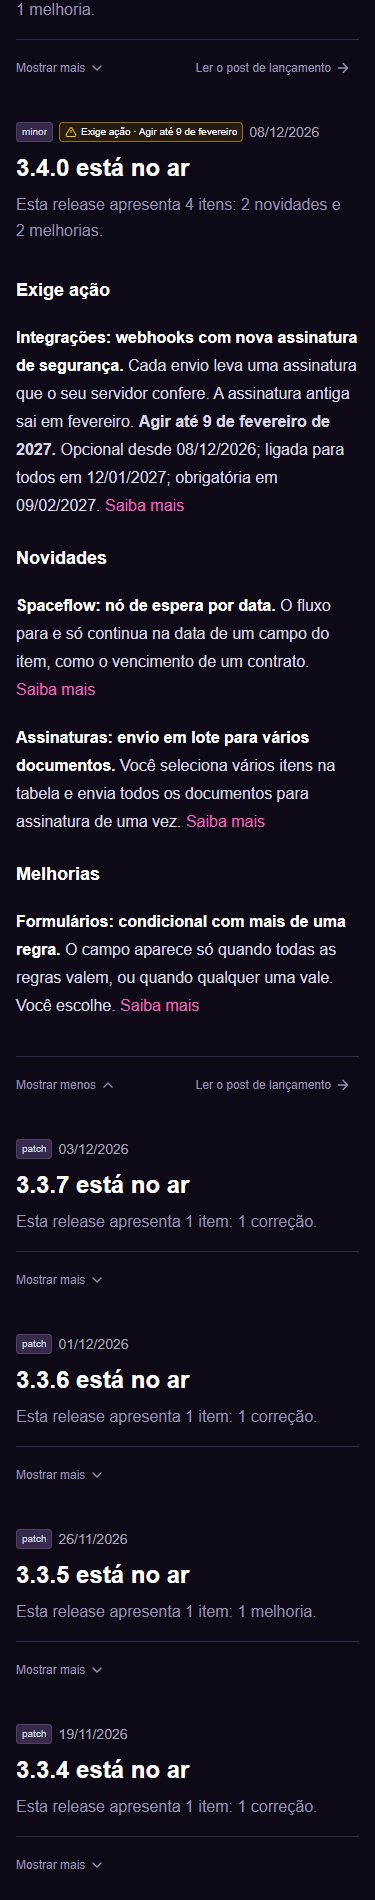 1 melhoria.
Mostrar mais
Ler o post de lançamento
minor
Exige ação · Agir até 9 de fevereiro
08/12/2026
3.4.0 está no ar
Esta release apresenta 4 itens: 2 novidades e
2 melhorias.
Exige ação
Integrações: webhooks com nova assinatura
de segurança. Cada envio leva uma assinatura
que o seu servidor confere. A assinatura antiga
sai em fevereiro. Agir até 9 de fevereiro de
2027. Opcional desde 08/12/2026; ligada para
todos em 12/01/2027; obrigatória em
09/02/2027. Saiba mais
Novidades
Spaceflow: nó de espera por data. O fluxo
para e só continua na data de um campo do
item, como o vencimento de um contrato.
Saiba mais
Assinaturas: envio em lote para vários
documentos. Você seleciona vários itens na
tabela e envia todos os documentos para
assinatura de uma vez. Saiba mais
Melhorias
Formulários: condicional com mais de uma
regra. O campo aparece só quando todas as
regras valem, ou quando qualquer uma vale.
Você escolhe. Saiba mais
Mostrar menos
Ler o post de lançamento
patch
03/12/2026
3.3.7 está no ar
Esta release apresenta 1 item: 1 correção.
Mostrar mais
patch
01/12/2026
3.3.6 está no ar
Esta release apresenta 1 item: 1 correção.
Mostrar mais
patch
26/11/2026
3.3.5 está no ar
Esta release apresenta 1 item: 1 melhoria.
Mostrar mais
patch
19/11/2026
3.3.4 está no ar
Esta release apresenta 1 item: 1 correção.
Mostrar mais